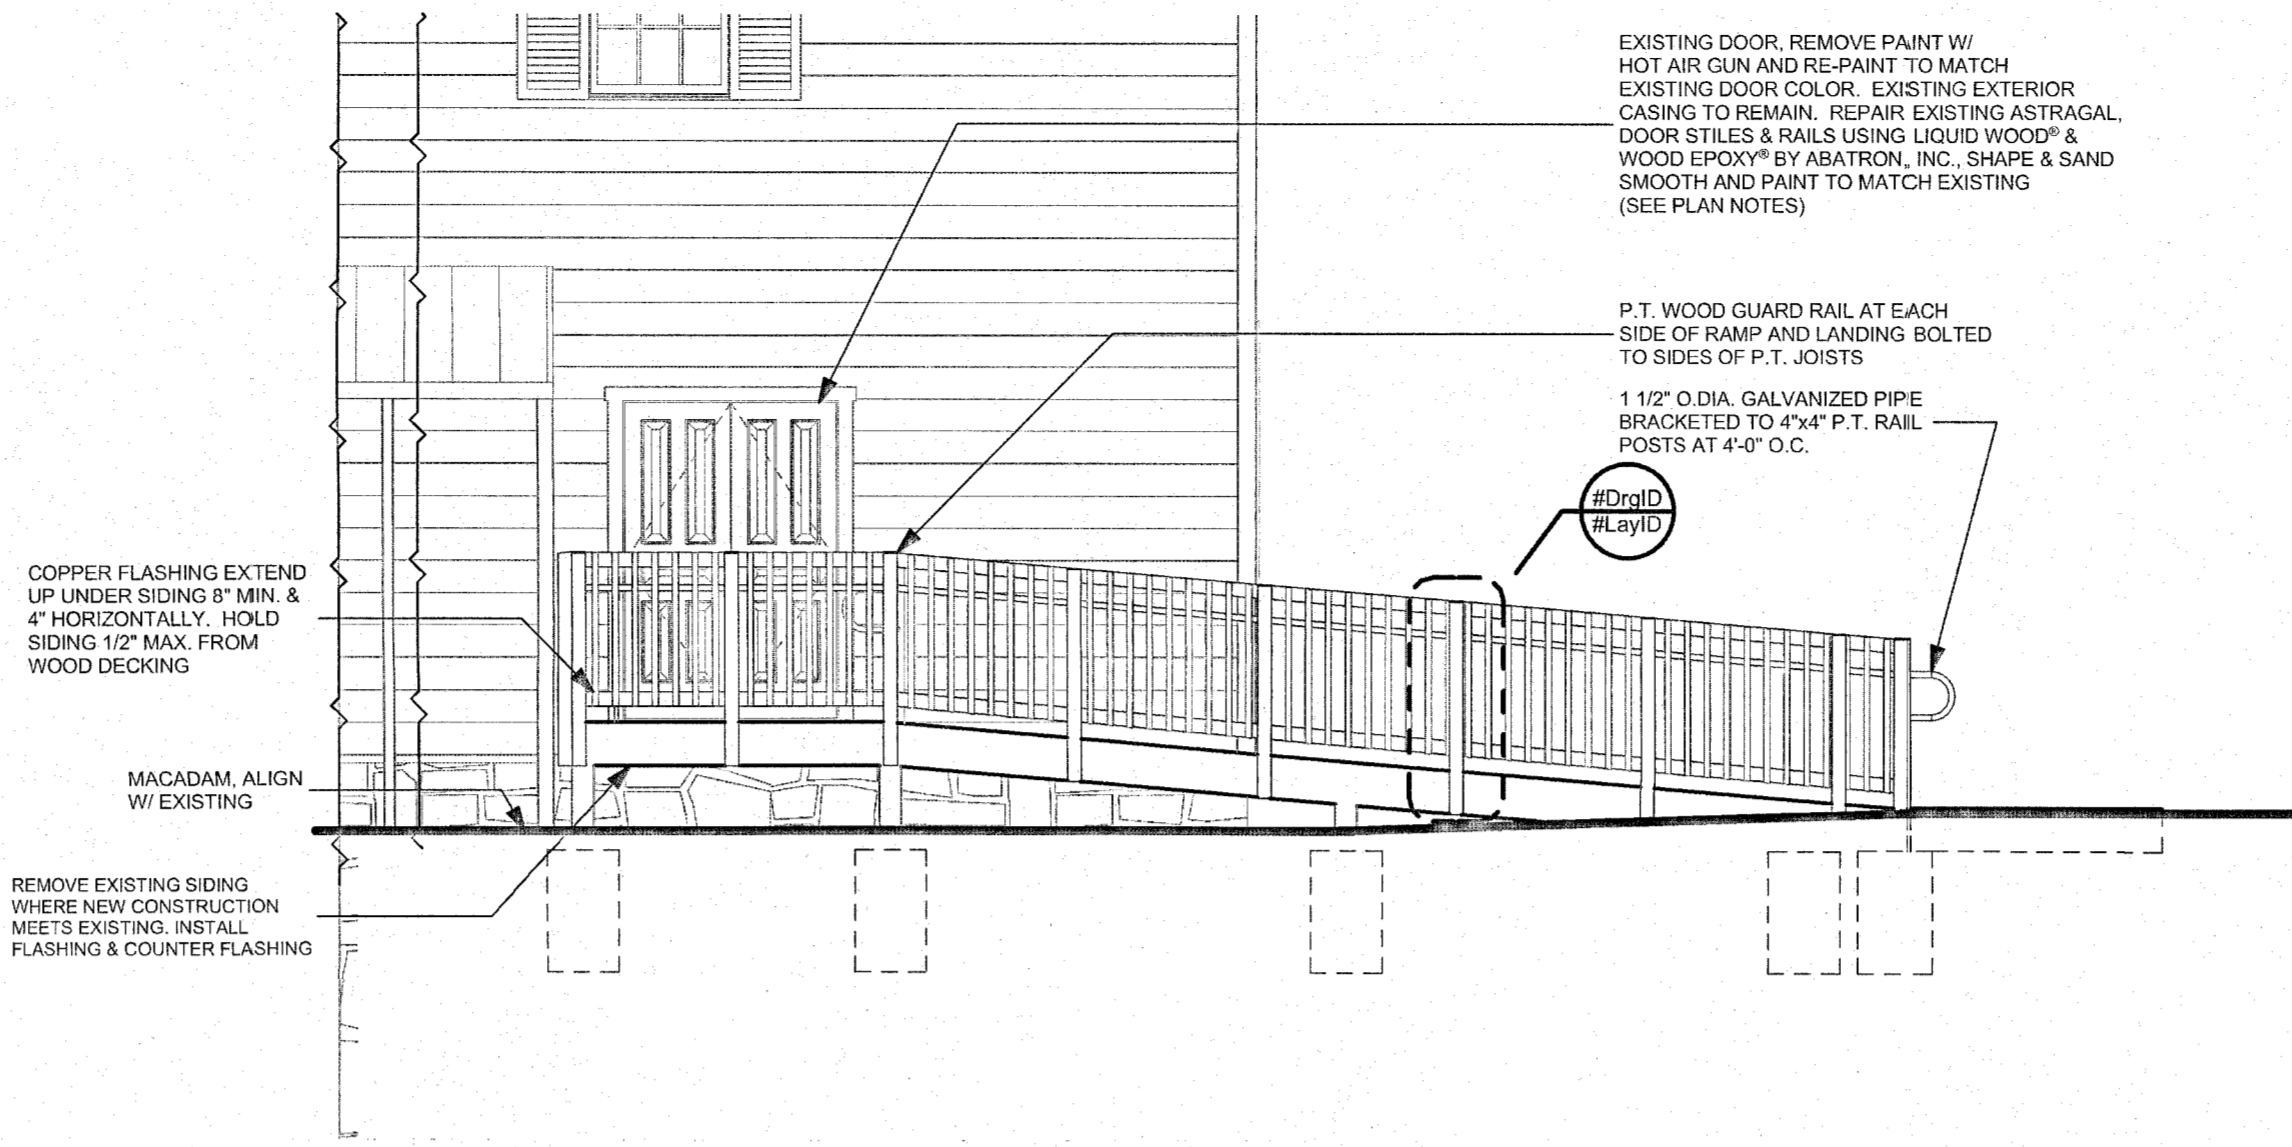 EXISTING DOOR, REMOVE PAINT W/
HOT AIR GUN AND RE-PAINT TO MATCH
EXISTING DOOR COLOR. EXISTING EXTERIOR
CASING TO REMAIN. REPAIR EXISTING ASTRAGAL,
DOOR STILES & RAILS USING LIQUID WOOD® &
WOOD EPOXY® BY ABATRON, INC., SHAPE & SAND
SMOOTH AND PAINT TO MATCH EXISTING
(SEE PLAN NOTES)
P.T. WOOD GUARD RAIL AT EACH
SIDE OF RAMP AND LANDING BOLTED
TO SIDES OF P.T. JOISTS
1 1/2" O.DIA. GALVANIZED PIPE
BRACKETED TO 4"x4" P.T. RAIL
POSTS AT 4'-0" O.C.
#DrgID
#LayID
COPPER FLASHING EXTEND
UP UNDER SIDING 8" MIN. &
4" HORIZONTALLY. HOLD
SIDING 1/2" MAX. FROM
WOOD DECKING
MACADAM, ALIGN
W/ EXISTING
REMOVE EXISTING SIDING
WHERE NEW CONSTRUCTION
MEETS EXISTING. INSTALL
FLASHING & COUNTER FLASHING